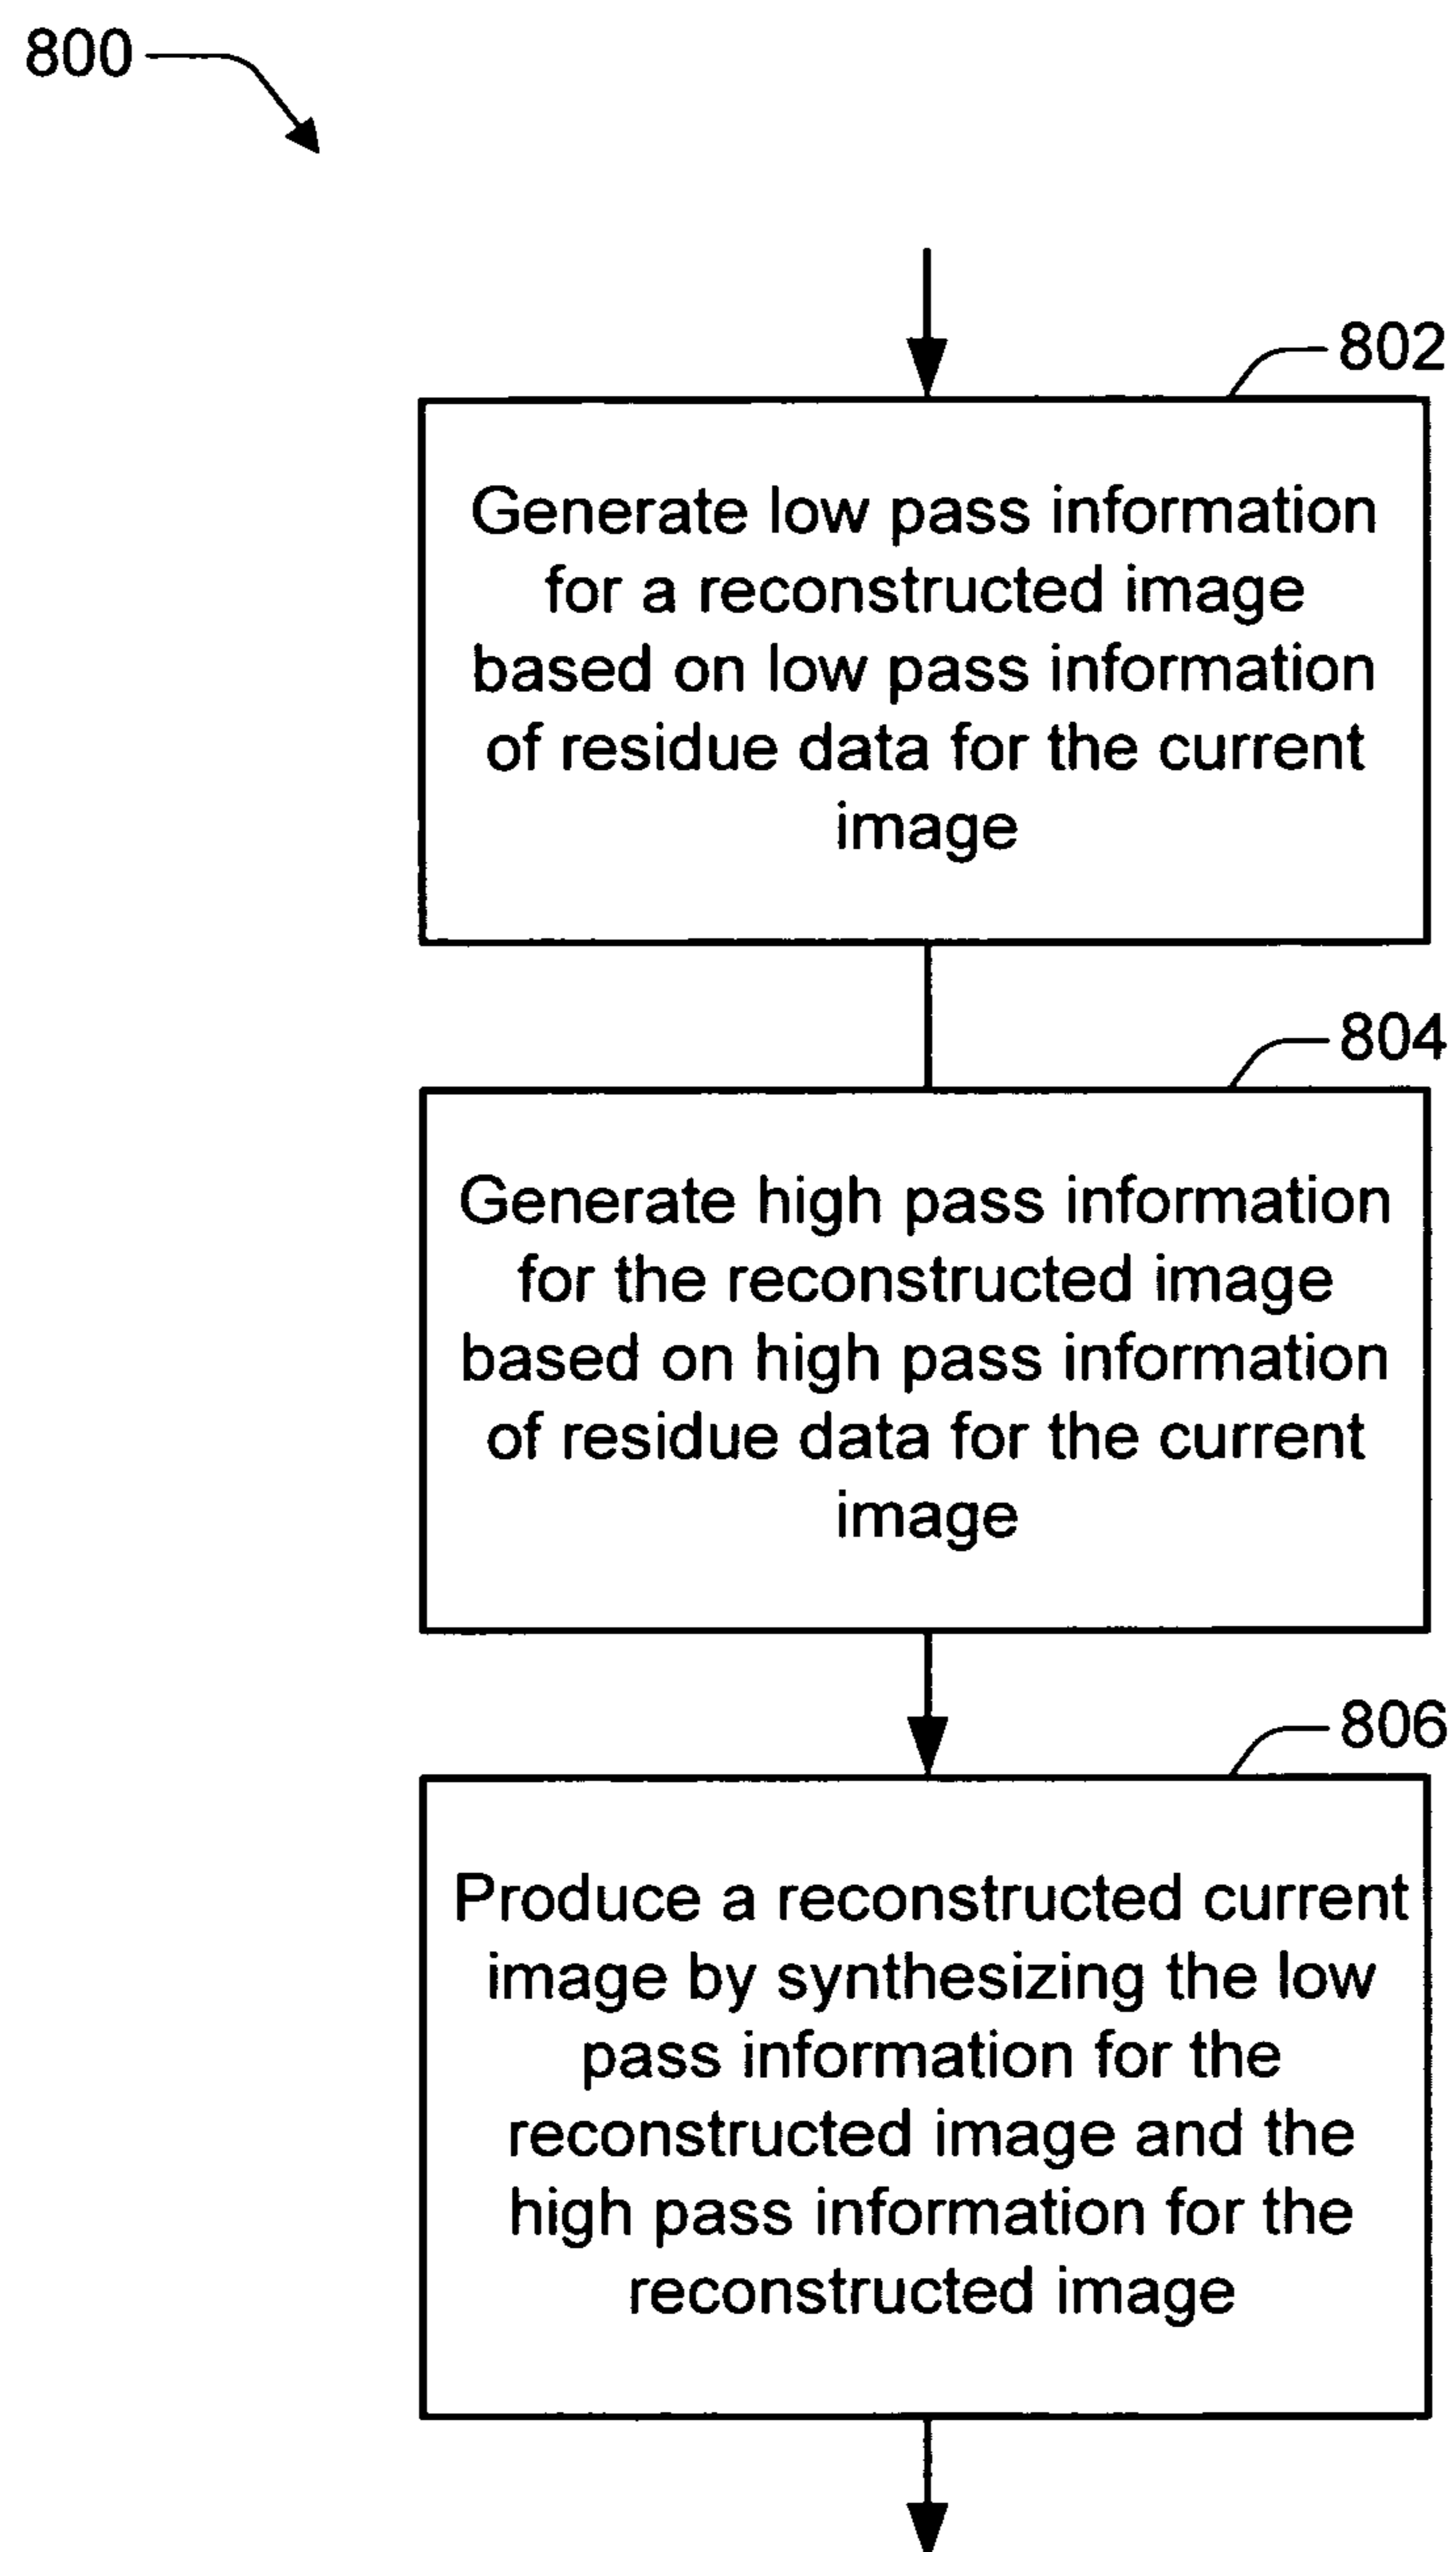 800
802
Generate low pass information
for a reconstructed image
based on low pass information
of residue data for the current
image
804
Generate high pass information
for the reconstructed image
based on high pass information
of residue data for the current
image
806
Produce a reconstructed current
image by synthesizing the low
pass information for the
reconstructed image and the
high pass information for the
reconstructed image